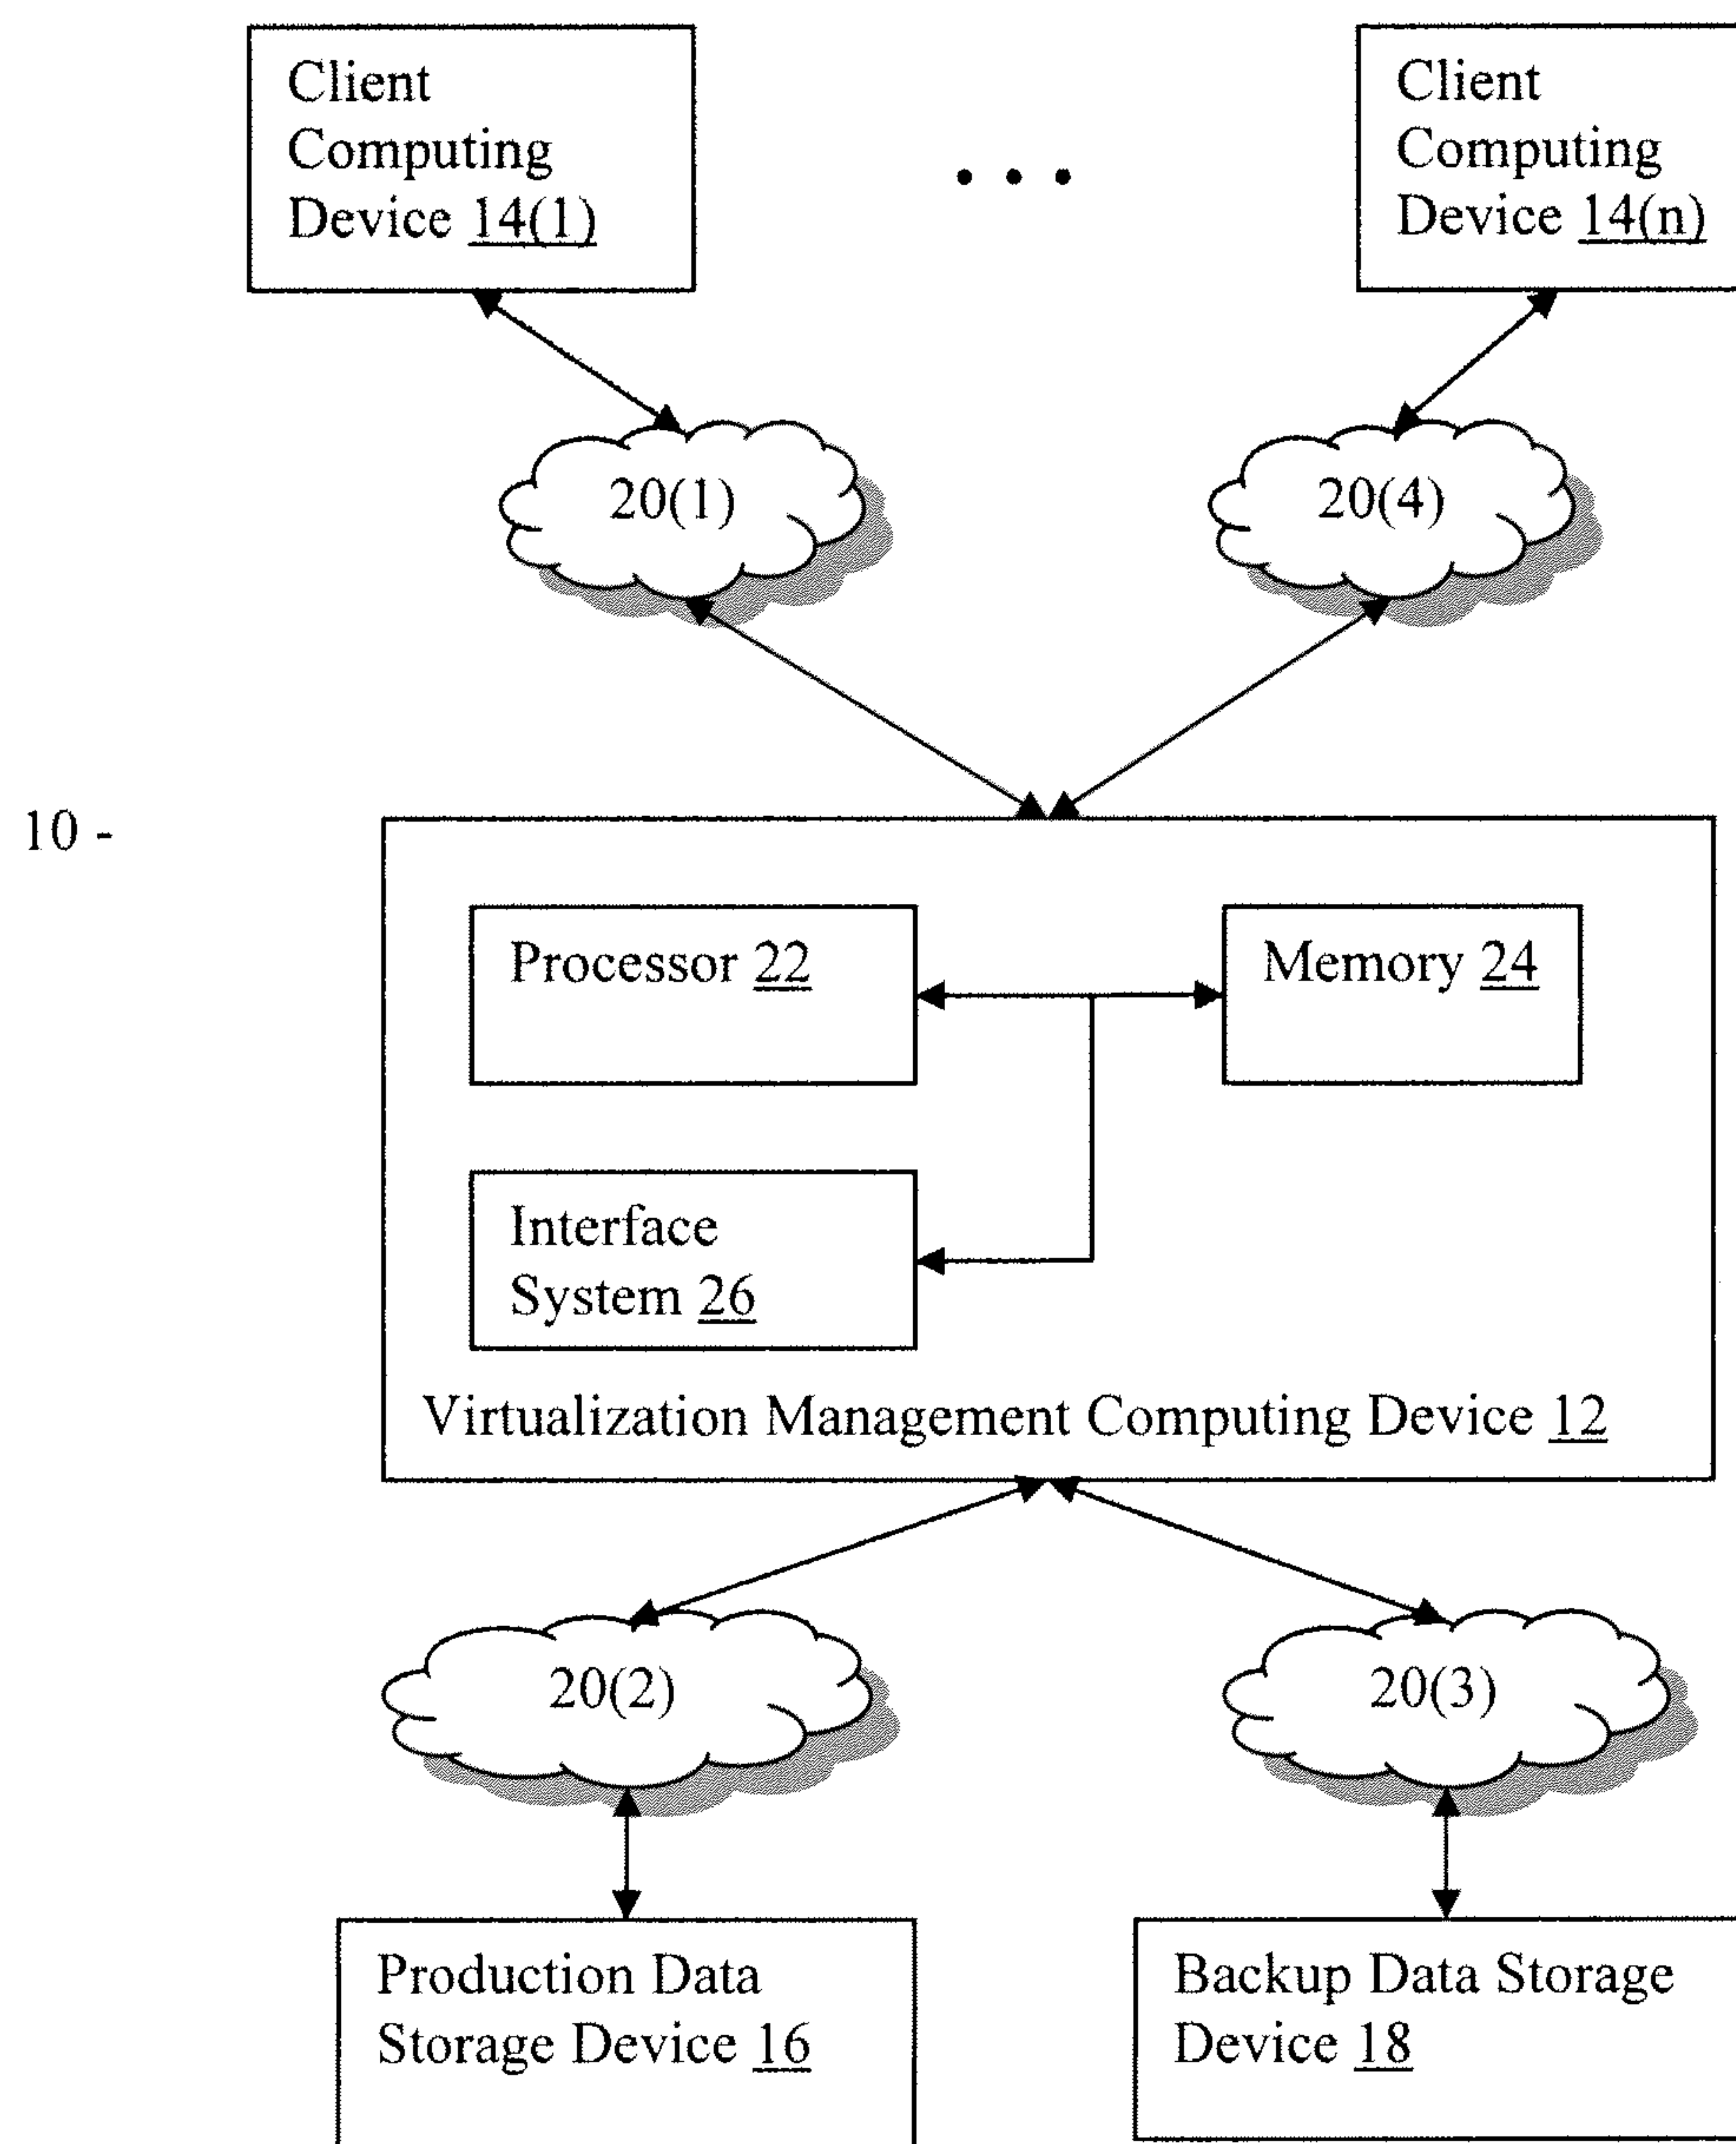 Client
Computing
Device 14(1)
. . .
Client
Computing
Device 14(n)
20(1)
20(4)
10 -
Processor 22
Memory 24
Interface
System 26
Virtualization Management Computing Device 12
20(2)
20(3)
Production Data
Storage Device 16
Backup Data Storage
Device 18